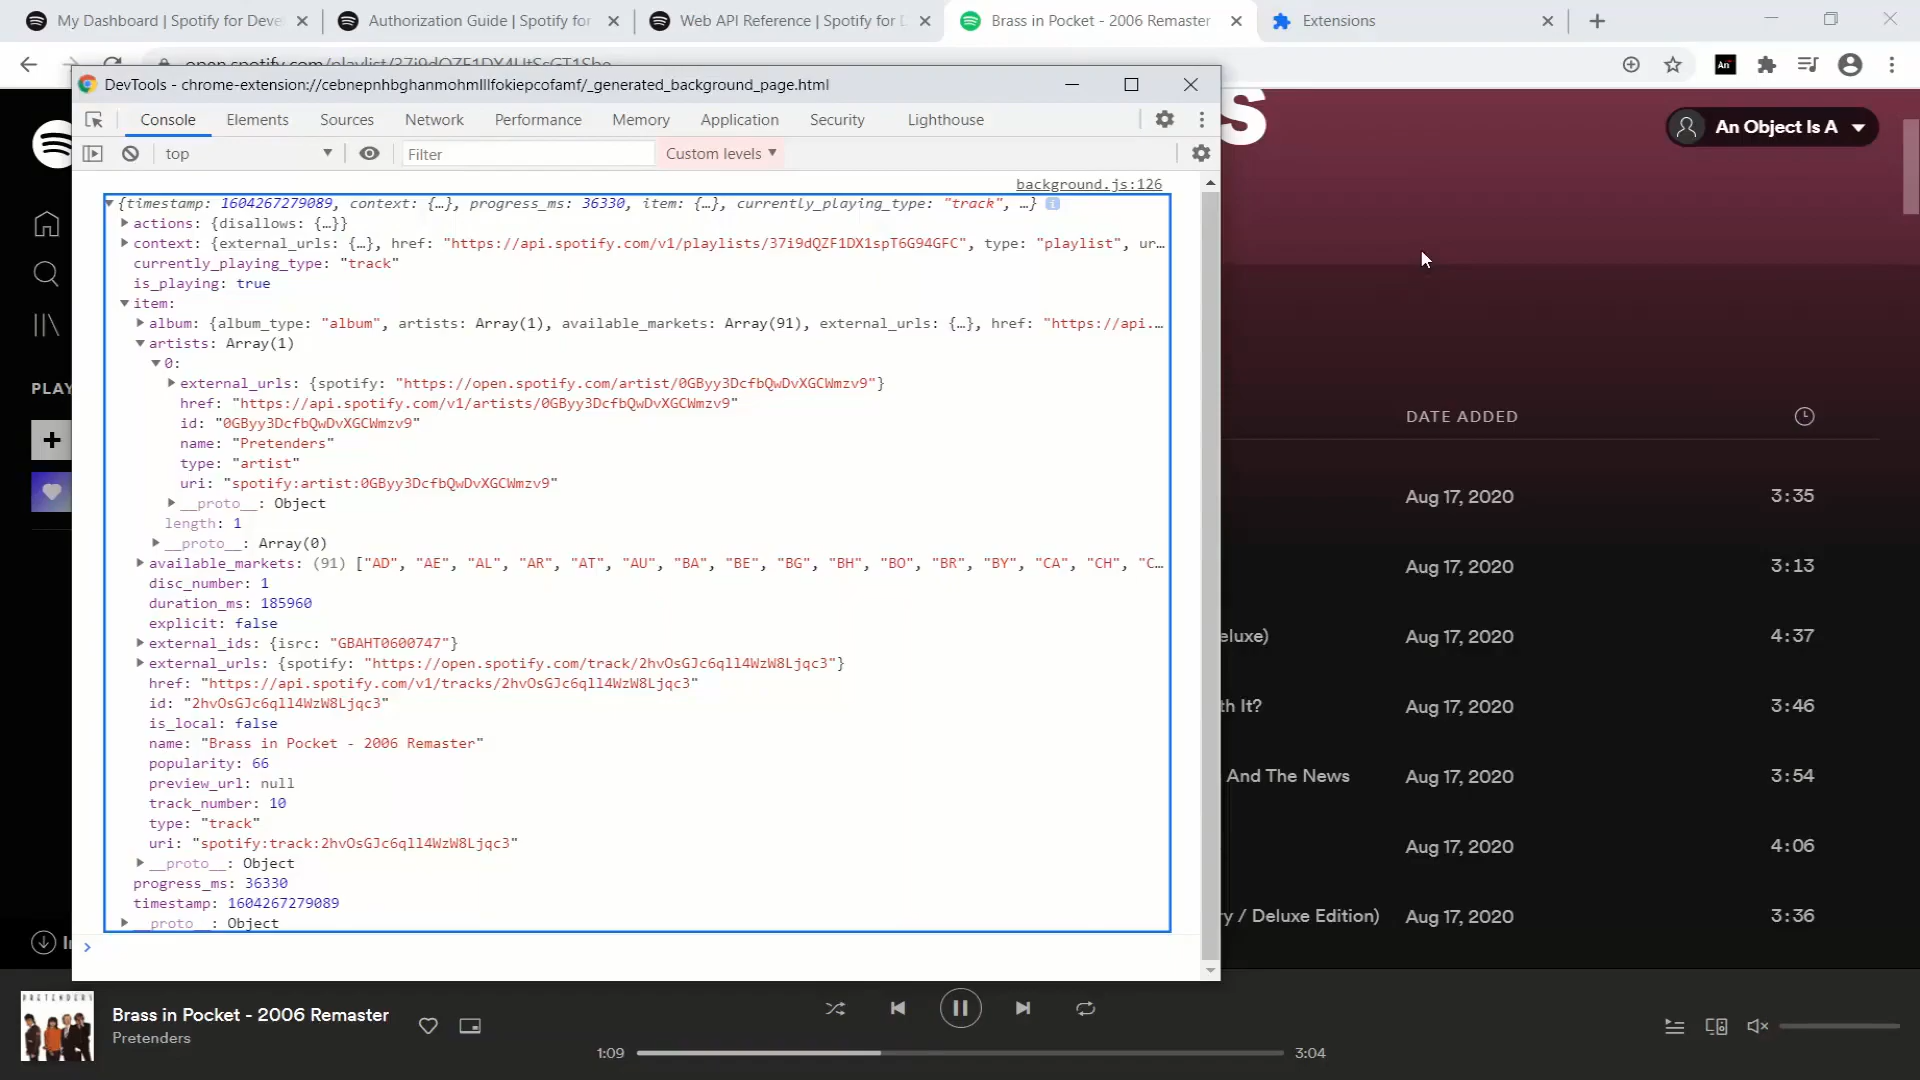 My Dashboard | Spotify for Deve
Authorization Guide | Spotify for
Web API Reference | Spotify for D
Brass in Pocket - 2006 Remaster
Extensions
An
DevTools - chrome-extension://cebnepnhbghanmohmlllfokiepcofamf/_generated_background_page.html
Console Elements Sources Network Performance Memory Application Security Lighthouse
top Filter Custom levels
background.js:126
{timestamp: 1604267279089, context: {…}, progress_ms: 36330, item: {…}, currently_playing_type: "track", …}
actions: {disallows: {…}}
context: {external_urls: {…}, href: "https://api.spotify.com/v1/playlists/37i9dQZF1DX1spT6G94GFC", type: "playlist", ur…
currently_playing_type: "track"
is_playing: true
item:
album: {album_type: "album", artists: Array(1), available_markets: Array(91), external_urls: {…}, href: "https://api.…
artists: Array(1)
0:
external_urls: {spotify: "https://open.spotify.com/artist/0GByy3DcfbQwDvXGCWmzv9"}
href: "https://api.spotify.com/v1/artists/0GByy3DcfbQwDvXGCWmzv9"
id: "0GByy3DcfbQwDvXGCWmzv9"
name: "Pretenders"
type: "artist"
uri: "spotify:artist:0GByy3DcfbQwDvXGCWmzv9"
__proto__: Object
length: 1
__proto__: Array(0)
available_markets: (91) ["AD", "AE", "AL", "AR", "AT", "AU", "BA", "BE", "BG", "BH", "BO", "BR", "BY", "CA", "CH", "C…
disc_number: 1
duration_ms: 185960
explicit: false
external_ids: {isrc: "GBAHT0600747"}
external_urls: {spotify: "https://open.spotify.com/track/2hvOsGJc6qll4WzW8Ljqc3"}
href: "https://api.spotify.com/v1/tracks/2hvOsGJc6qll4WzW8Ljqc3"
id: "2hvOsGJc6qll4WzW8Ljqc3"
is_local: false
name: "Brass in Pocket - 2006 Remaster"
popularity: 66
preview_url: null
track_number: 10
type: "track"
uri: "spotify:track:2hvOsGJc6qll4WzW8Ljqc3"
__proto__: Object
progress_ms: 36330
timestamp: 1604267279089
__proto__: Object
PLAY
S
An Object Is A
DATE ADDED
Aug 17, 2020 3:35
Aug 17, 2020 3:13
eluxe) Aug 17, 2020 4:37
th It? Aug 17, 2020 3:46
And The News Aug 17, 2020 3:54
Aug 17, 2020 4:06
ry / Deluxe Edition) Aug 17, 2020 3:36
PRETENDERS
Brass in Pocket - 2006 Remaster
Pretenders
1:09 3:04